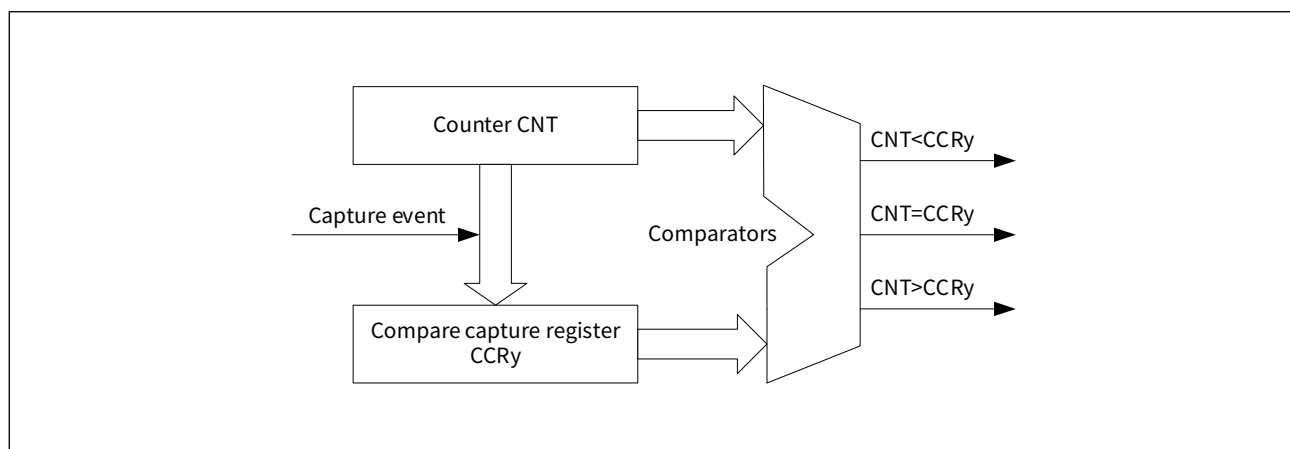 Counter CNT
CNT<CCRy
Capture event
Comparators
CNT=CCRy
CNT>CCRy
Compare capture register
CCRy